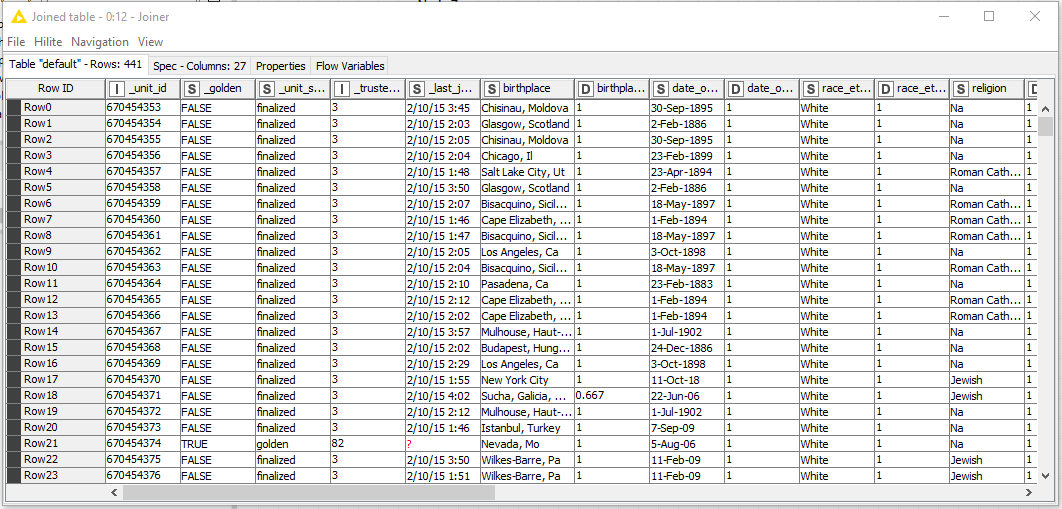 Joined table - 0:12 - Joiner
File Hilite Navigation View
Table "default" - Rows: 441 Spec - Columns: 27 Properties Flow Variables
Row ID I _unit_id S _golden S _unit_s... I _truste... S _last_j... S birthplace D birthpla... S date_o... D date_o... S race_et... D race_et... S religion D
Row0 670454353 FALSE finalized 3 2/10/15 3:45 Chisinau, Moldova 1 30-Sep-1895 1 White 1 Na 1
Row1 670454354 FALSE finalized 3 2/10/15 2:03 Glasgow, Scotland 1 2-Feb-1886 1 White 1 Na 1
Row2 670454355 FALSE finalized 3 2/10/15 2:05 Chisinau, Moldova 1 30-Sep-1895 1 White 1 Na 1
Row3 670454356 FALSE finalized 3 2/10/15 2:04 Chicago, Il 1 23-Feb-1899 1 White 1 Na 1
Row4 670454357 FALSE finalized 3 2/10/15 1:48 Salt Lake City, Ut 1 23-Apr-1894 1 White 1 Roman Cath... 1
Row5 670454358 FALSE finalized 3 2/10/15 3:50 Glasgow, Scotland 1 2-Feb-1886 1 White 1 Na 1
Row6 670454359 FALSE finalized 3 2/10/15 2:07 Bisacquino, Sicil... 1 18-May-1897 1 White 1 Roman Cath... 1
Row7 670454360 FALSE finalized 3 2/10/15 1:46 Cape Elizabeth, ... 1 1-Feb-1894 1 White 1 Roman Cath... 1
Row8 670454361 FALSE finalized 3 2/10/15 1:47 Bisacquino, Sicil... 1 18-May-1897 1 White 1 Roman Cath... 1
Row9 670454362 FALSE finalized 3 2/10/15 2:05 Los Angeles, Ca 1 3-Oct-1898 1 White 1 Na 1
Row10 670454363 FALSE finalized 3 2/10/15 2:04 Bisacquino, Sicil... 1 18-May-1897 1 White 1 Roman Cath... 1
Row11 670454364 FALSE finalized 3 2/10/15 2:10 Pasadena, Ca 1 23-Feb-1883 1 White 1 Na 1
Row12 670454365 FALSE finalized 3 2/10/15 2:12 Cape Elizabeth, ... 1 1-Feb-1894 1 White 1 Roman Cath... 1
Row13 670454366 FALSE finalized 3 2/10/15 2:02 Cape Elizabeth, ... 1 1-Feb-1894 1 White 1 Roman Cath... 1
Row14 670454367 FALSE finalized 3 2/10/15 3:57 Mulhouse, Haut-... 1 1-Jul-1902 1 White 1 Na 1
Row15 670454368 FALSE finalized 3 2/10/15 2:02 Budapest, Hung... 1 24-Dec-1886 1 White 1 Na 1
Row16 670454369 FALSE finalized 3 2/10/15 2:29 Los Angeles, Ca 1 3-Oct-1898 1 White 1 Na 1
Row17 670454370 FALSE finalized 3 2/10/15 1:55 New York City 1 11-Oct-18 1 White 1 Jewish 1
Row18 670454371 FALSE finalized 3 2/10/15 4:02 Sucha, Galicia, ... 0.667 22-Jun-06 1 White 1 Jewish 1
Row19 670454372 FALSE finalized 3 2/10/15 2:12 Mulhouse, Haut-... 1 1-Jul-1902 1 White 1 Na 1
Row20 670454373 FALSE finalized 3 2/10/15 1:46 Istanbul, Turkey 1 7-Sep-09 1 White 1 Na 1
Row21 670454374 TRUE golden 82 ? Nevada, Mo 1 5-Aug-06 1 White 1 Na 1
Row22 670454375 FALSE finalized 3 2/10/15 3:50 Wilkes-Barre, Pa 1 11-Feb-09 1 White 1 Jewish 1
Row23 670454376 FALSE finalized 3 2/10/15 1:51 Wilkes-Barre, Pa 1 11-Feb-09 1 White 1 Jewish 1